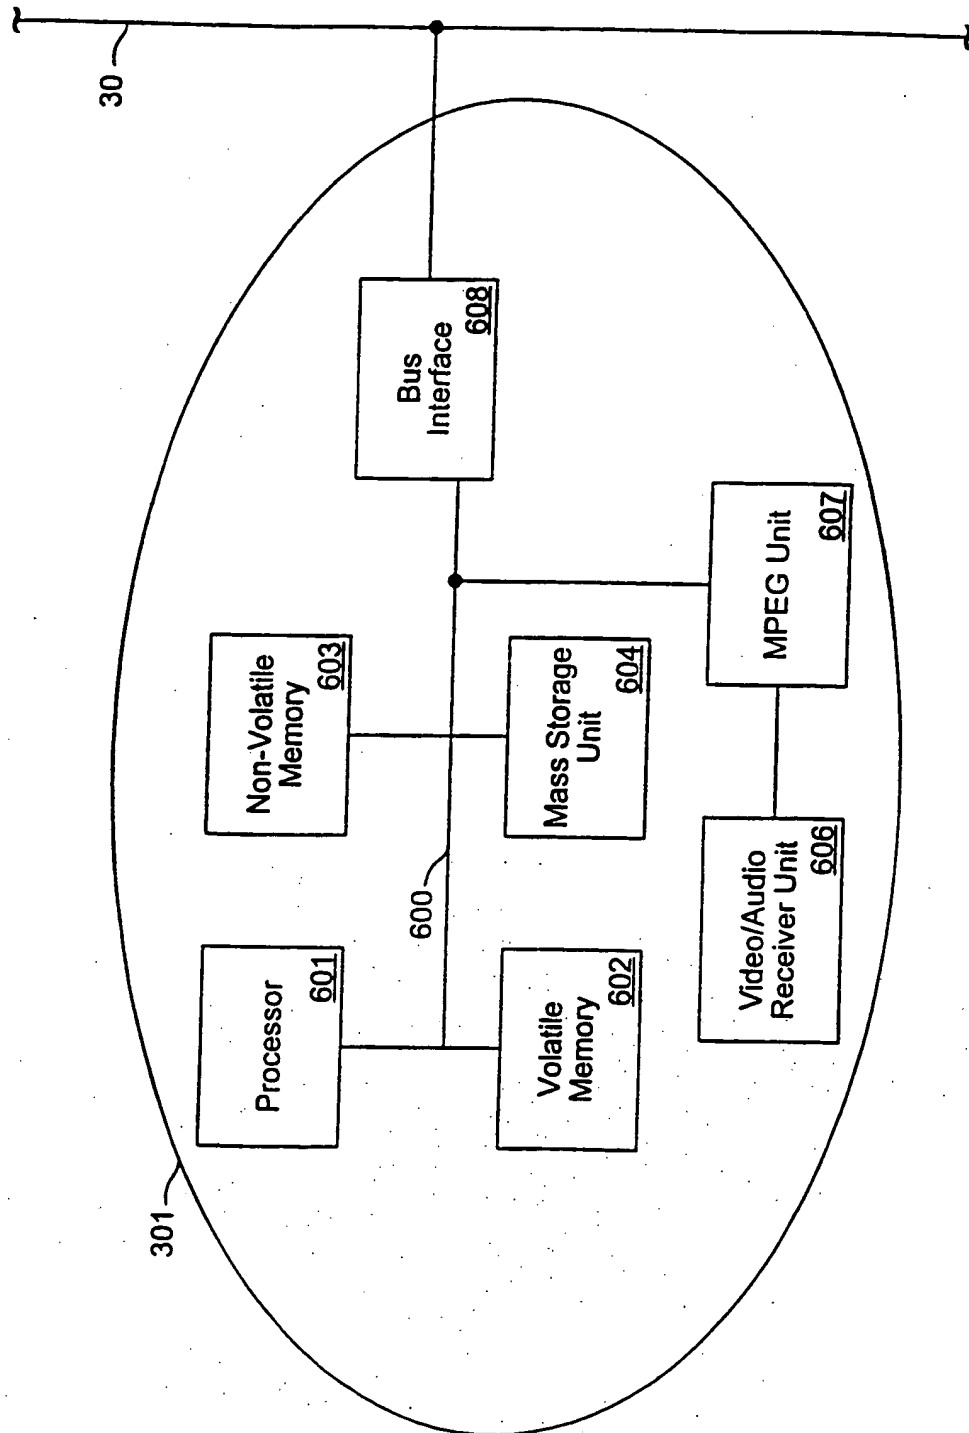 30
301
Processor
601
Non-Volatile
Memory
603
Bus
Interface
608
600
Volatile
Memory
602
Mass Storage
Unit
604
Video/Audio
Receiver Unit
606
MPEG Unit
607